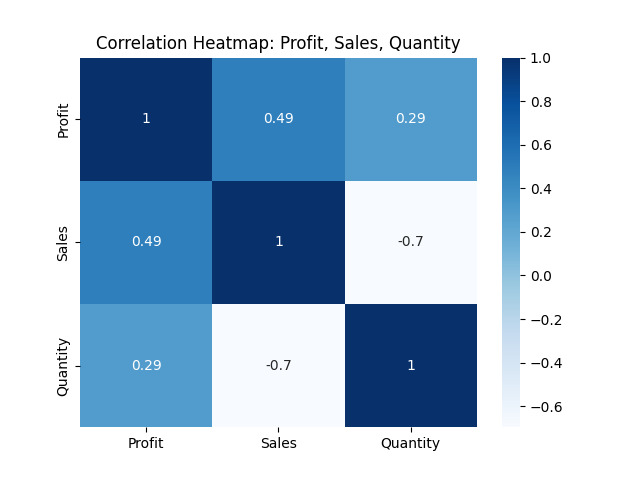 Correlation Heatmap: Profit, Sales, Quantity
Profit
1
0.49
0.29
Sales
0.49
1
-0.7
Quantity
0.29
-0.7
1
Profit
Sales
Quantity
1.0
0.8
0.6
0.4
0.2
0.0
−0.2
−0.4
−0.6